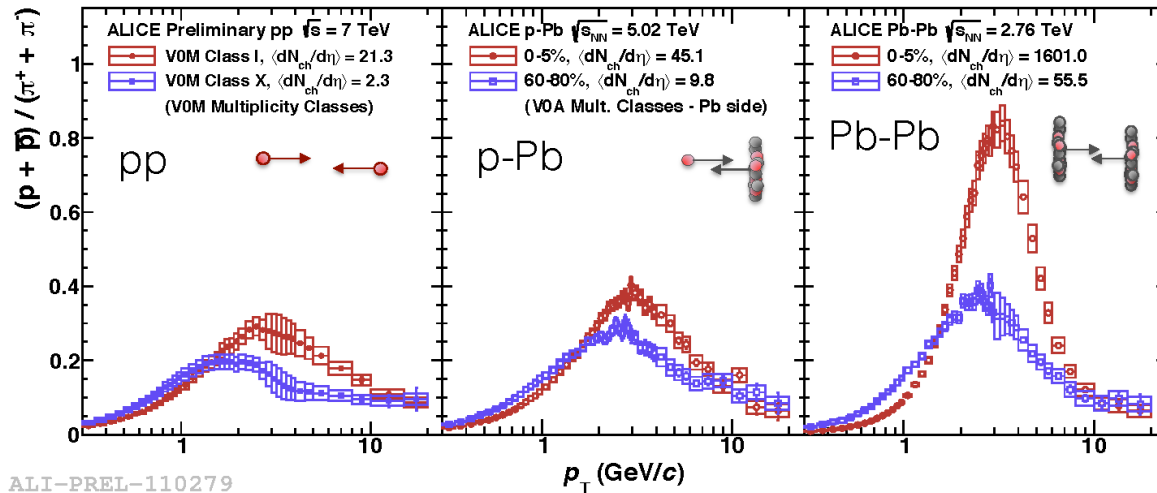 ALICE Preliminary pp √s = 7 TeV
V0M Class I, ⟨dN_ch/dη⟩ = 21.3
V0M Class X, ⟨dN_ch/dη⟩ = 2.3
(V0M Multiplicity Classes)
pp
ALICE p-Pb √s_NN = 5.02 TeV
0-5%, ⟨dN_ch/dη⟩ = 45.1
60-80%, ⟨dN_ch/dη⟩ = 9.8
(V0A Mult. Classes - Pb side)
p-Pb
ALICE Pb-Pb √s_NN = 2.76 TeV
0-5%, ⟨dN_ch/dη⟩ = 1601.0
60-80%, ⟨dN_ch/dη⟩ = 55.5
Pb-Pb
(p + p̅) / (π⁺ + π⁻)
1
0.8
0.6
0.4
0.2
0
1 10 1 10 1 10
p_T (GeV/c)
ALI-PREL-110279